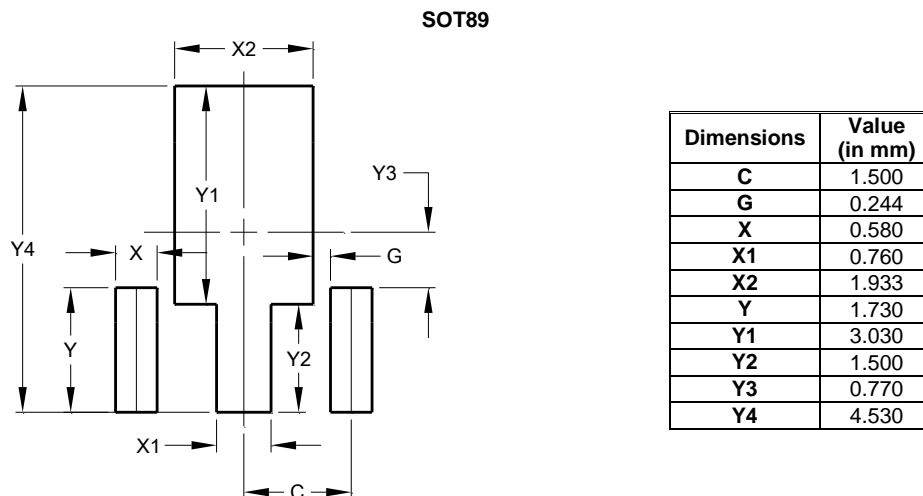 SOT89
X2
Y3
Y1
Y4
X
G
Y
Y2
X1
C
Dimensions Value (in mm)
C 1.500
G 0.244
X 0.580
X1 0.760
X2 1.933
Y 1.730
Y1 3.030
Y2 1.500
Y3 0.770
Y4 4.530